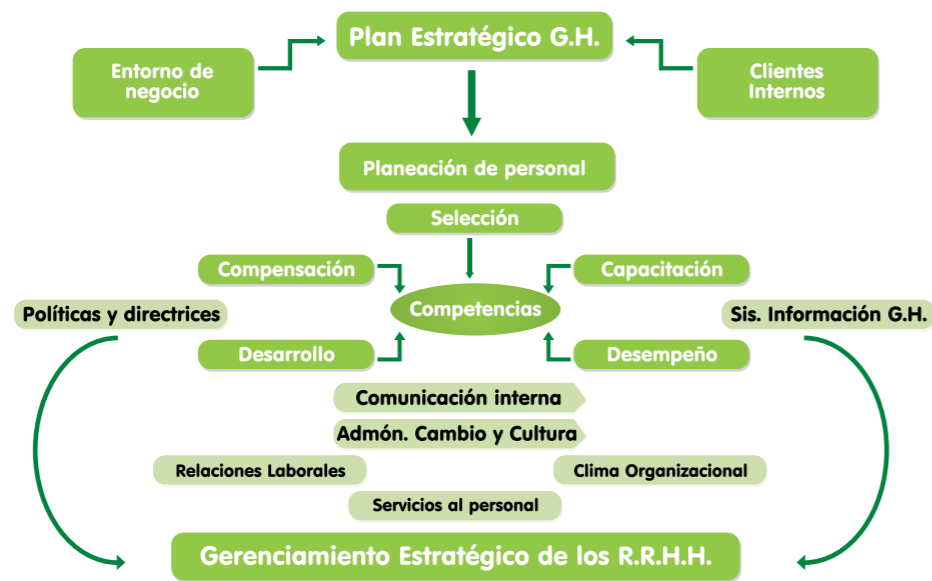 Plan Estratégico G.H.
Entorno de
negocio
Clientes
Internos
Planeación de personal
Selección
Compensación
Capacitación
Competencias
Políticas y directrices
Sis. Información G.H.
Desarrollo
Desempeño
Comunicación interna
Admón. Cambio y Cultura
Relaciones Laborales
Clima Organizacional
Servicios al personal
Gerenciamiento Estratégico de los R.R.H.H.